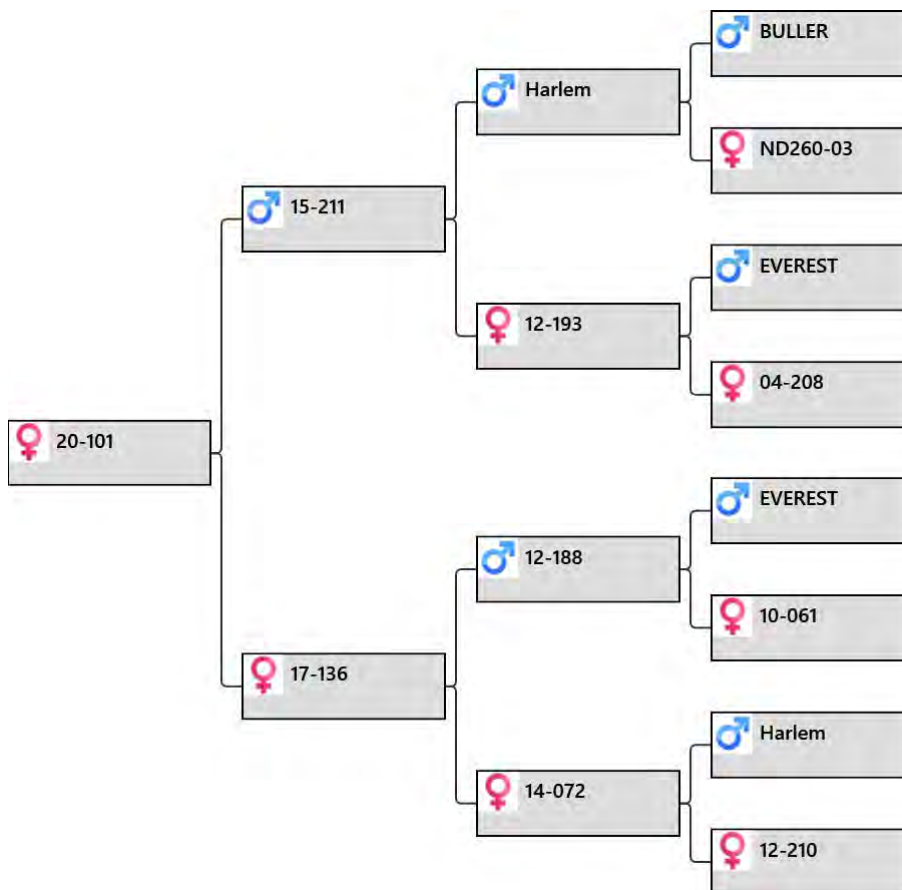 BULLER
Harlem
ND260-03
15-211
EVEREST
12-193
04-208
20-101
EVEREST
12-188
10-061
17-136
Harlem
14-072
12-210